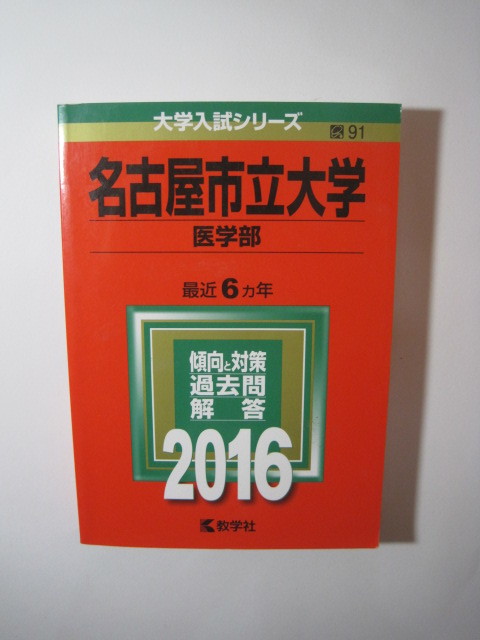 大学入試シリーズ
91
名古屋市立大学
医学部
最近6ヵ年
傾向と対策
過去問
解答
2016
教学社